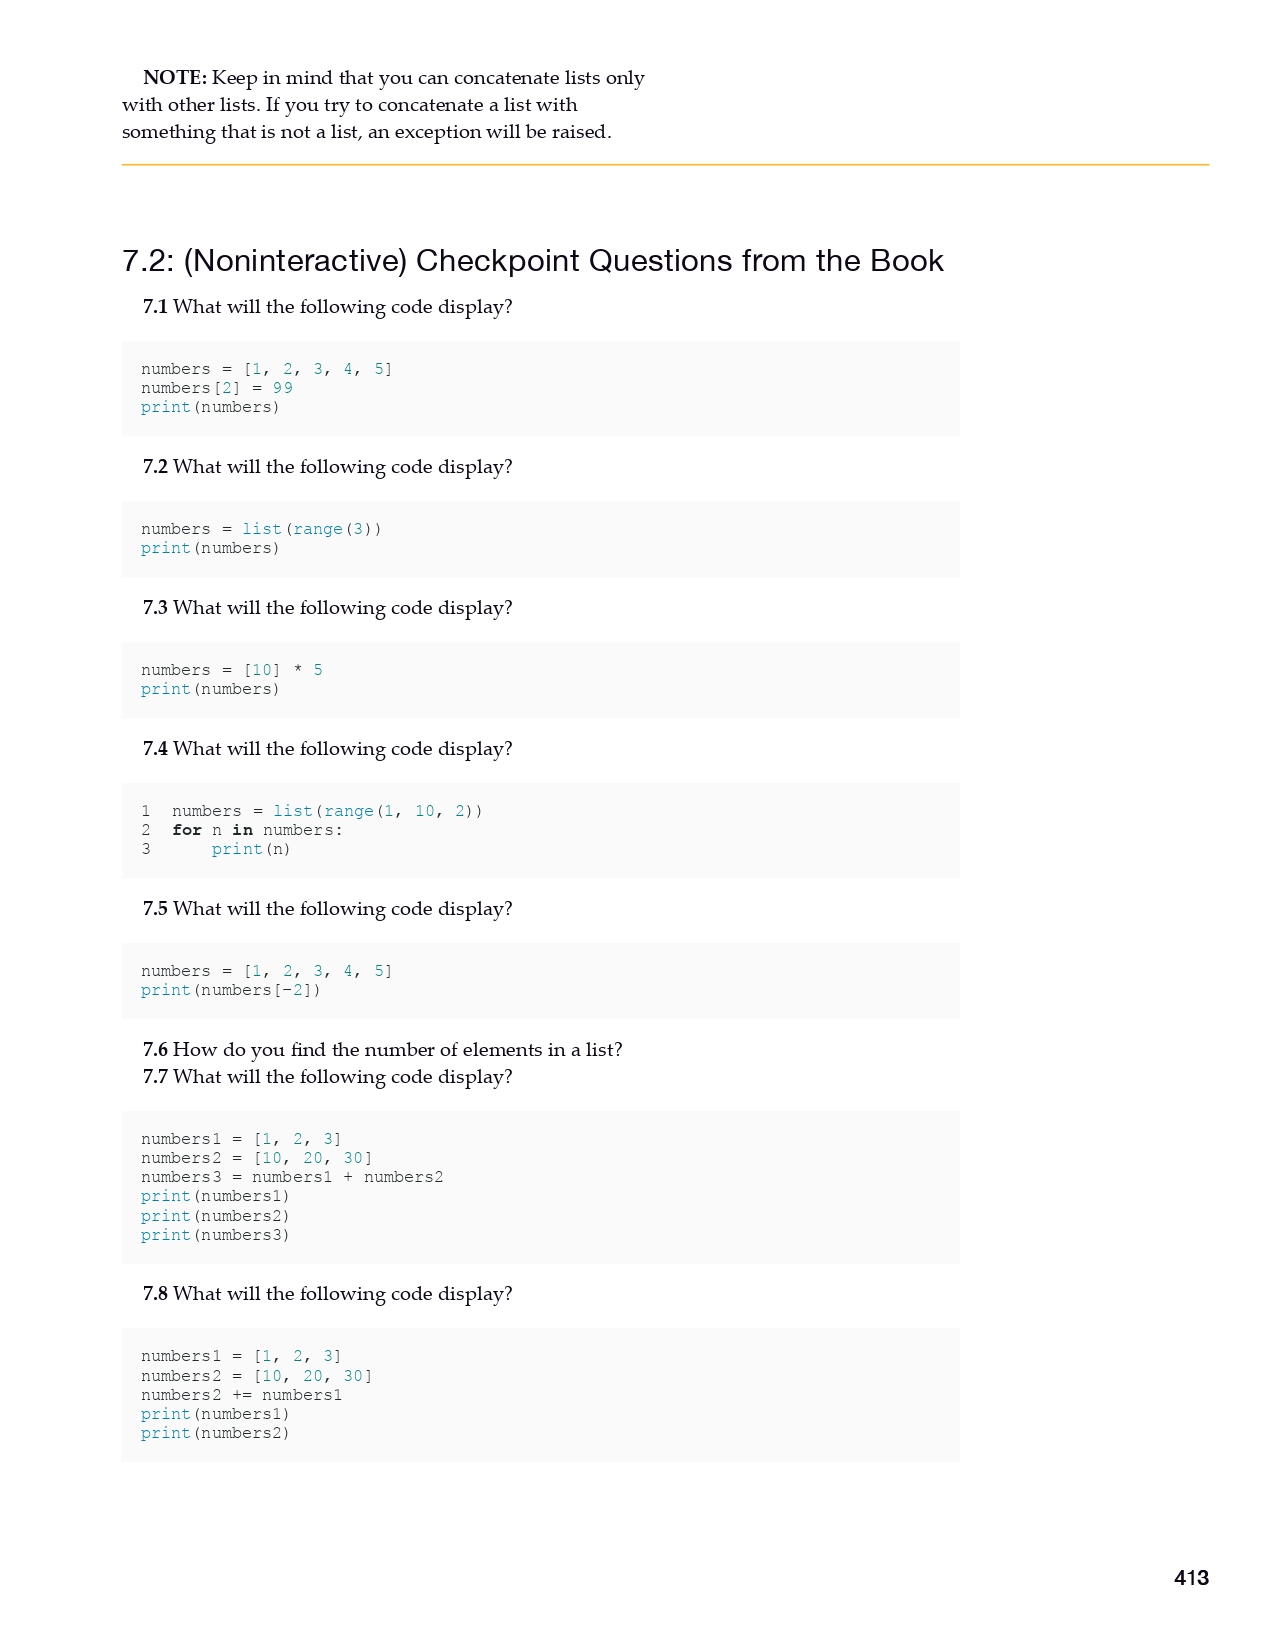 NOTE: Keep in mind that you can concatenate lists only
with other lists. If you try to concatenate a list with
something that is not a list, an exception will be raised.
7.2: (Noninteractive) Checkpoint Questions from the Book
7.1 What will the following code display?
numbers = [1, 2, 3, 4, 5]
numbers[2] = 99
print(numbers)
7.2 What will the following code display?
numbers = list(range(3))
print(numbers)
7.3 What will the following code display?
numbers = [10] * 5
print(numbers)
7.4 What will the following code display?
1  numbers = list(range(1, 10, 2))
2  for n in numbers:
3      print(n)
7.5 What will the following code display?
numbers = [1, 2, 3, 4, 5]
print(numbers[−2])
7.6 How do you find the number of elements in a list?
7.7 What will the following code display?
numbers1 = [1, 2, 3]
numbers2 = [10, 20, 30]
numbers3 = numbers1 + numbers2
print(numbers1)
print(numbers2)
print(numbers3)
7.8 What will the following code display?
numbers1 = [1, 2, 3]
numbers2 = [10, 20, 30]
numbers2 += numbers1
print(numbers1)
print(numbers2)
413